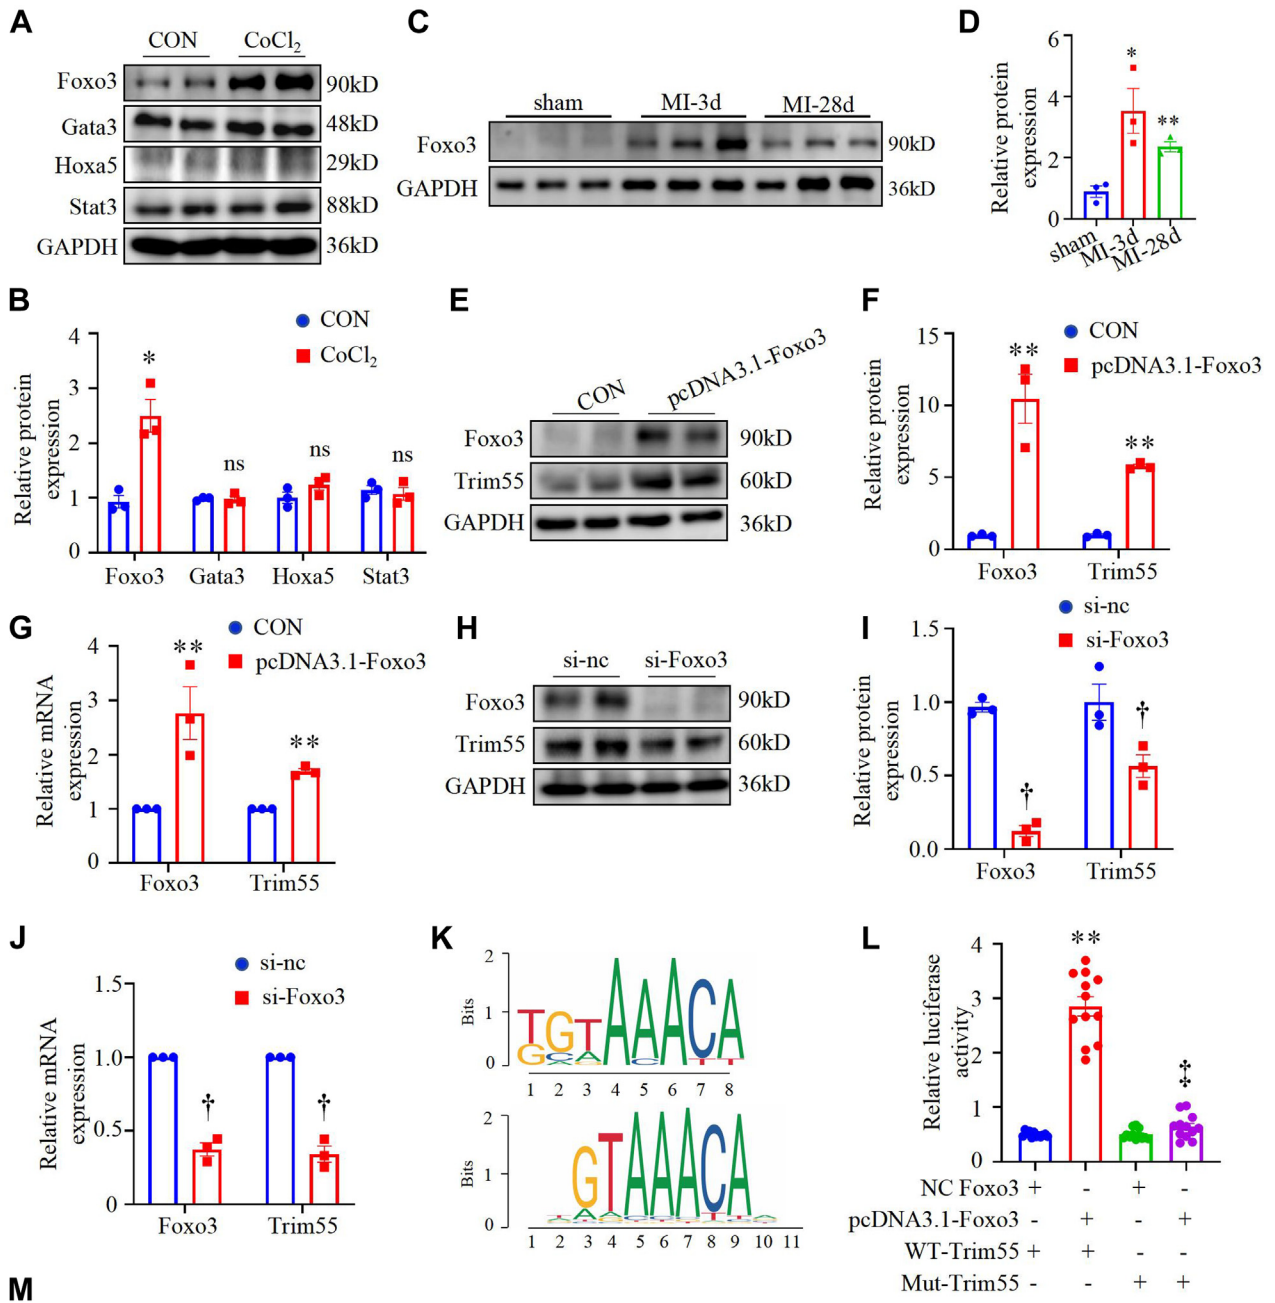 A
CON CoCl2
Foxo3 90kD
Gata3 48kD
Hoxa5 29kD
Stat3 88kD
GAPDH 36kD
C
sham MI-3d MI-28d
Foxo3 90kD
GAPDH 36kD
D
Relative protein
expression
6
4
2
0
*
**
sham
MI-3d
MI-28d
B
CON
CoCl2
Relative protein
expression
4
3
2
1
0
* ns ns ns
Foxo3 Gata3 Hoxa5 Stat3
E
CON pcDNA3.1-Foxo3
Foxo3 90kD
Trim55 60kD
GAPDH 36kD
F
CON
pcDNA3.1-Foxo3
Relative protein
expression
15
10
5
0
** **
Foxo3 Trim55
G
CON
pcDNA3.1-Foxo3
Relative mRNA
expression
4
3
2
1
0
** **
Foxo3 Trim55
H
si-nc si-Foxo3
Foxo3 90kD
Trim55 60kD
GAPDH 36kD
I
si-nc
si-Foxo3
Relative protein
expression
1.5
1.0
0.5
0.0
† †
Foxo3 Trim55
J
si-nc
si-Foxo3
Relative mRNA
expression
1.5
1.0
0.5
0
† †
Foxo3 Trim55
K
Bits
2
1
0
TGTAAACA
1 2 3 4 5 6 7 8
Bits
2
1
0
GTAAACA
1 2 3 4 5 6 7 8 9 10 11
L
Relative luciferase
activity
4
3
2
1
0
**
‡
NC Foxo3 + - + -
pcDNA3.1-Foxo3 - + - +
WT-Trim55 + + - -
Mut-Trim55 - - + +
M